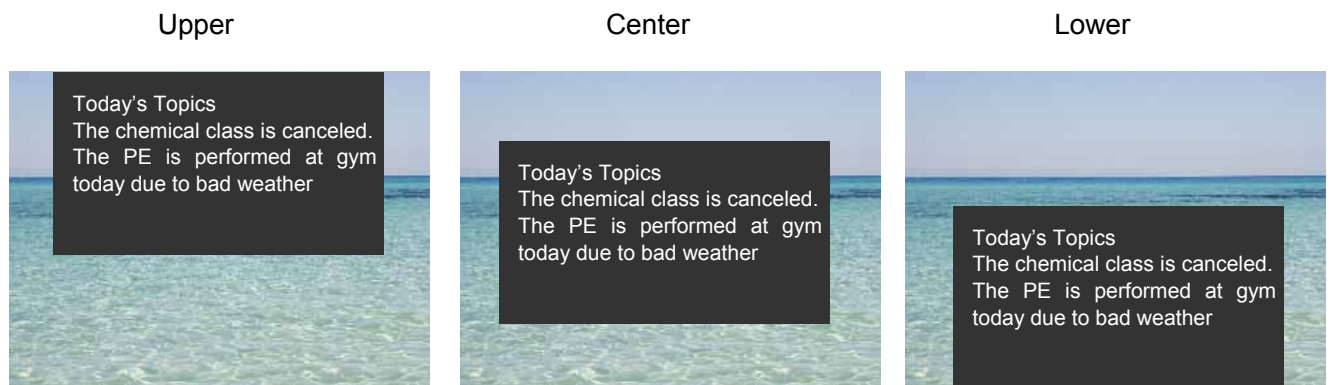 Upper
Center
Lower
Today's Topics
The chemical class is canceled.
The PE is performed at gym
today due to bad weather
Today's Topics
The chemical class is canceled.
The PE is performed at gym
today due to bad weather
Today's Topics
The chemical class is canceled.
The PE is performed at gym
today due to bad weather